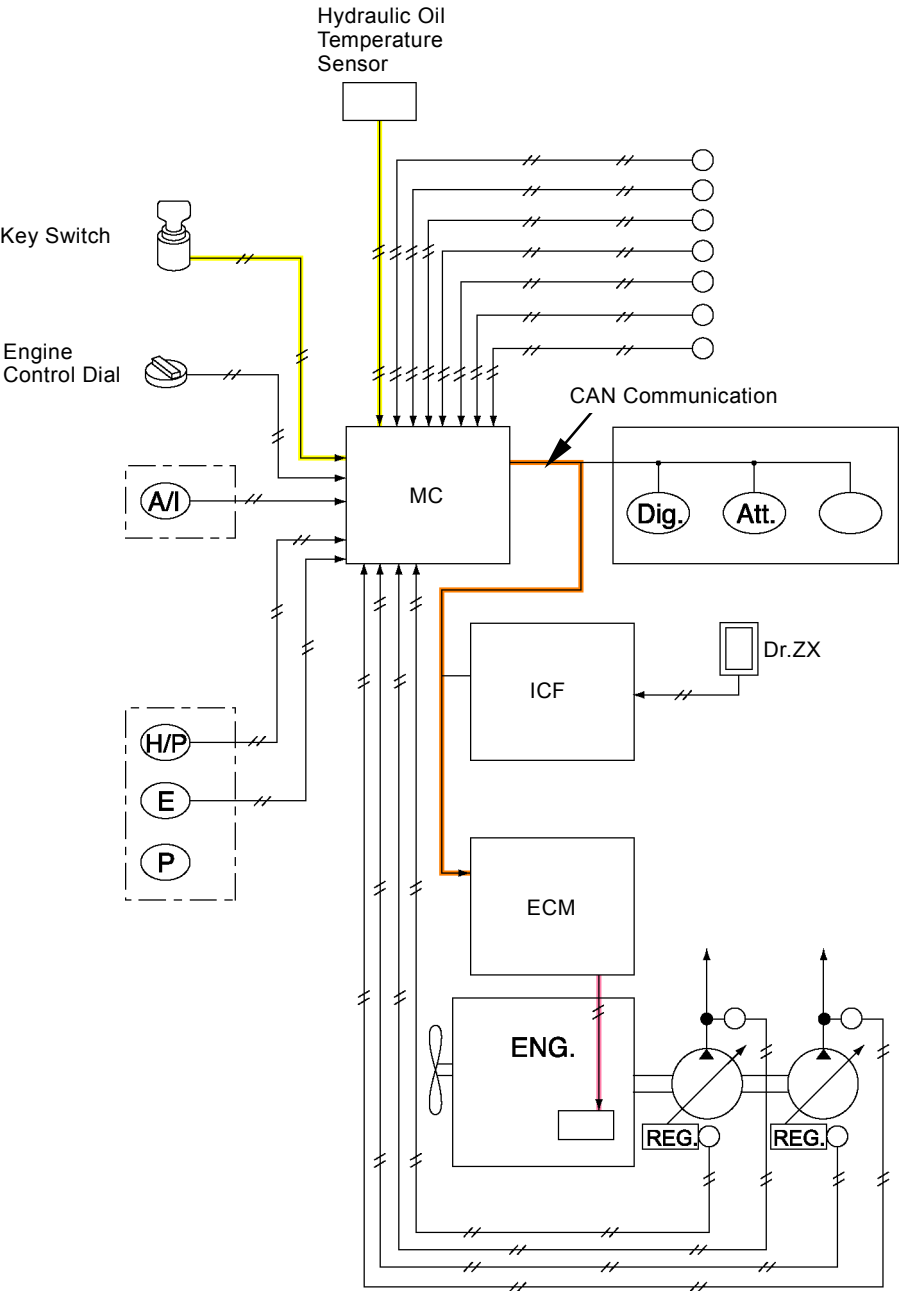 Hydraulic Oil
Temperature
Sensor
Key Switch
Engine
Control Dial
CAN Communication
A/I
MC
Dig.
Att.
ICF
Dr.ZX
H/P
E
P
ECM
ENG.
REG.
REG.